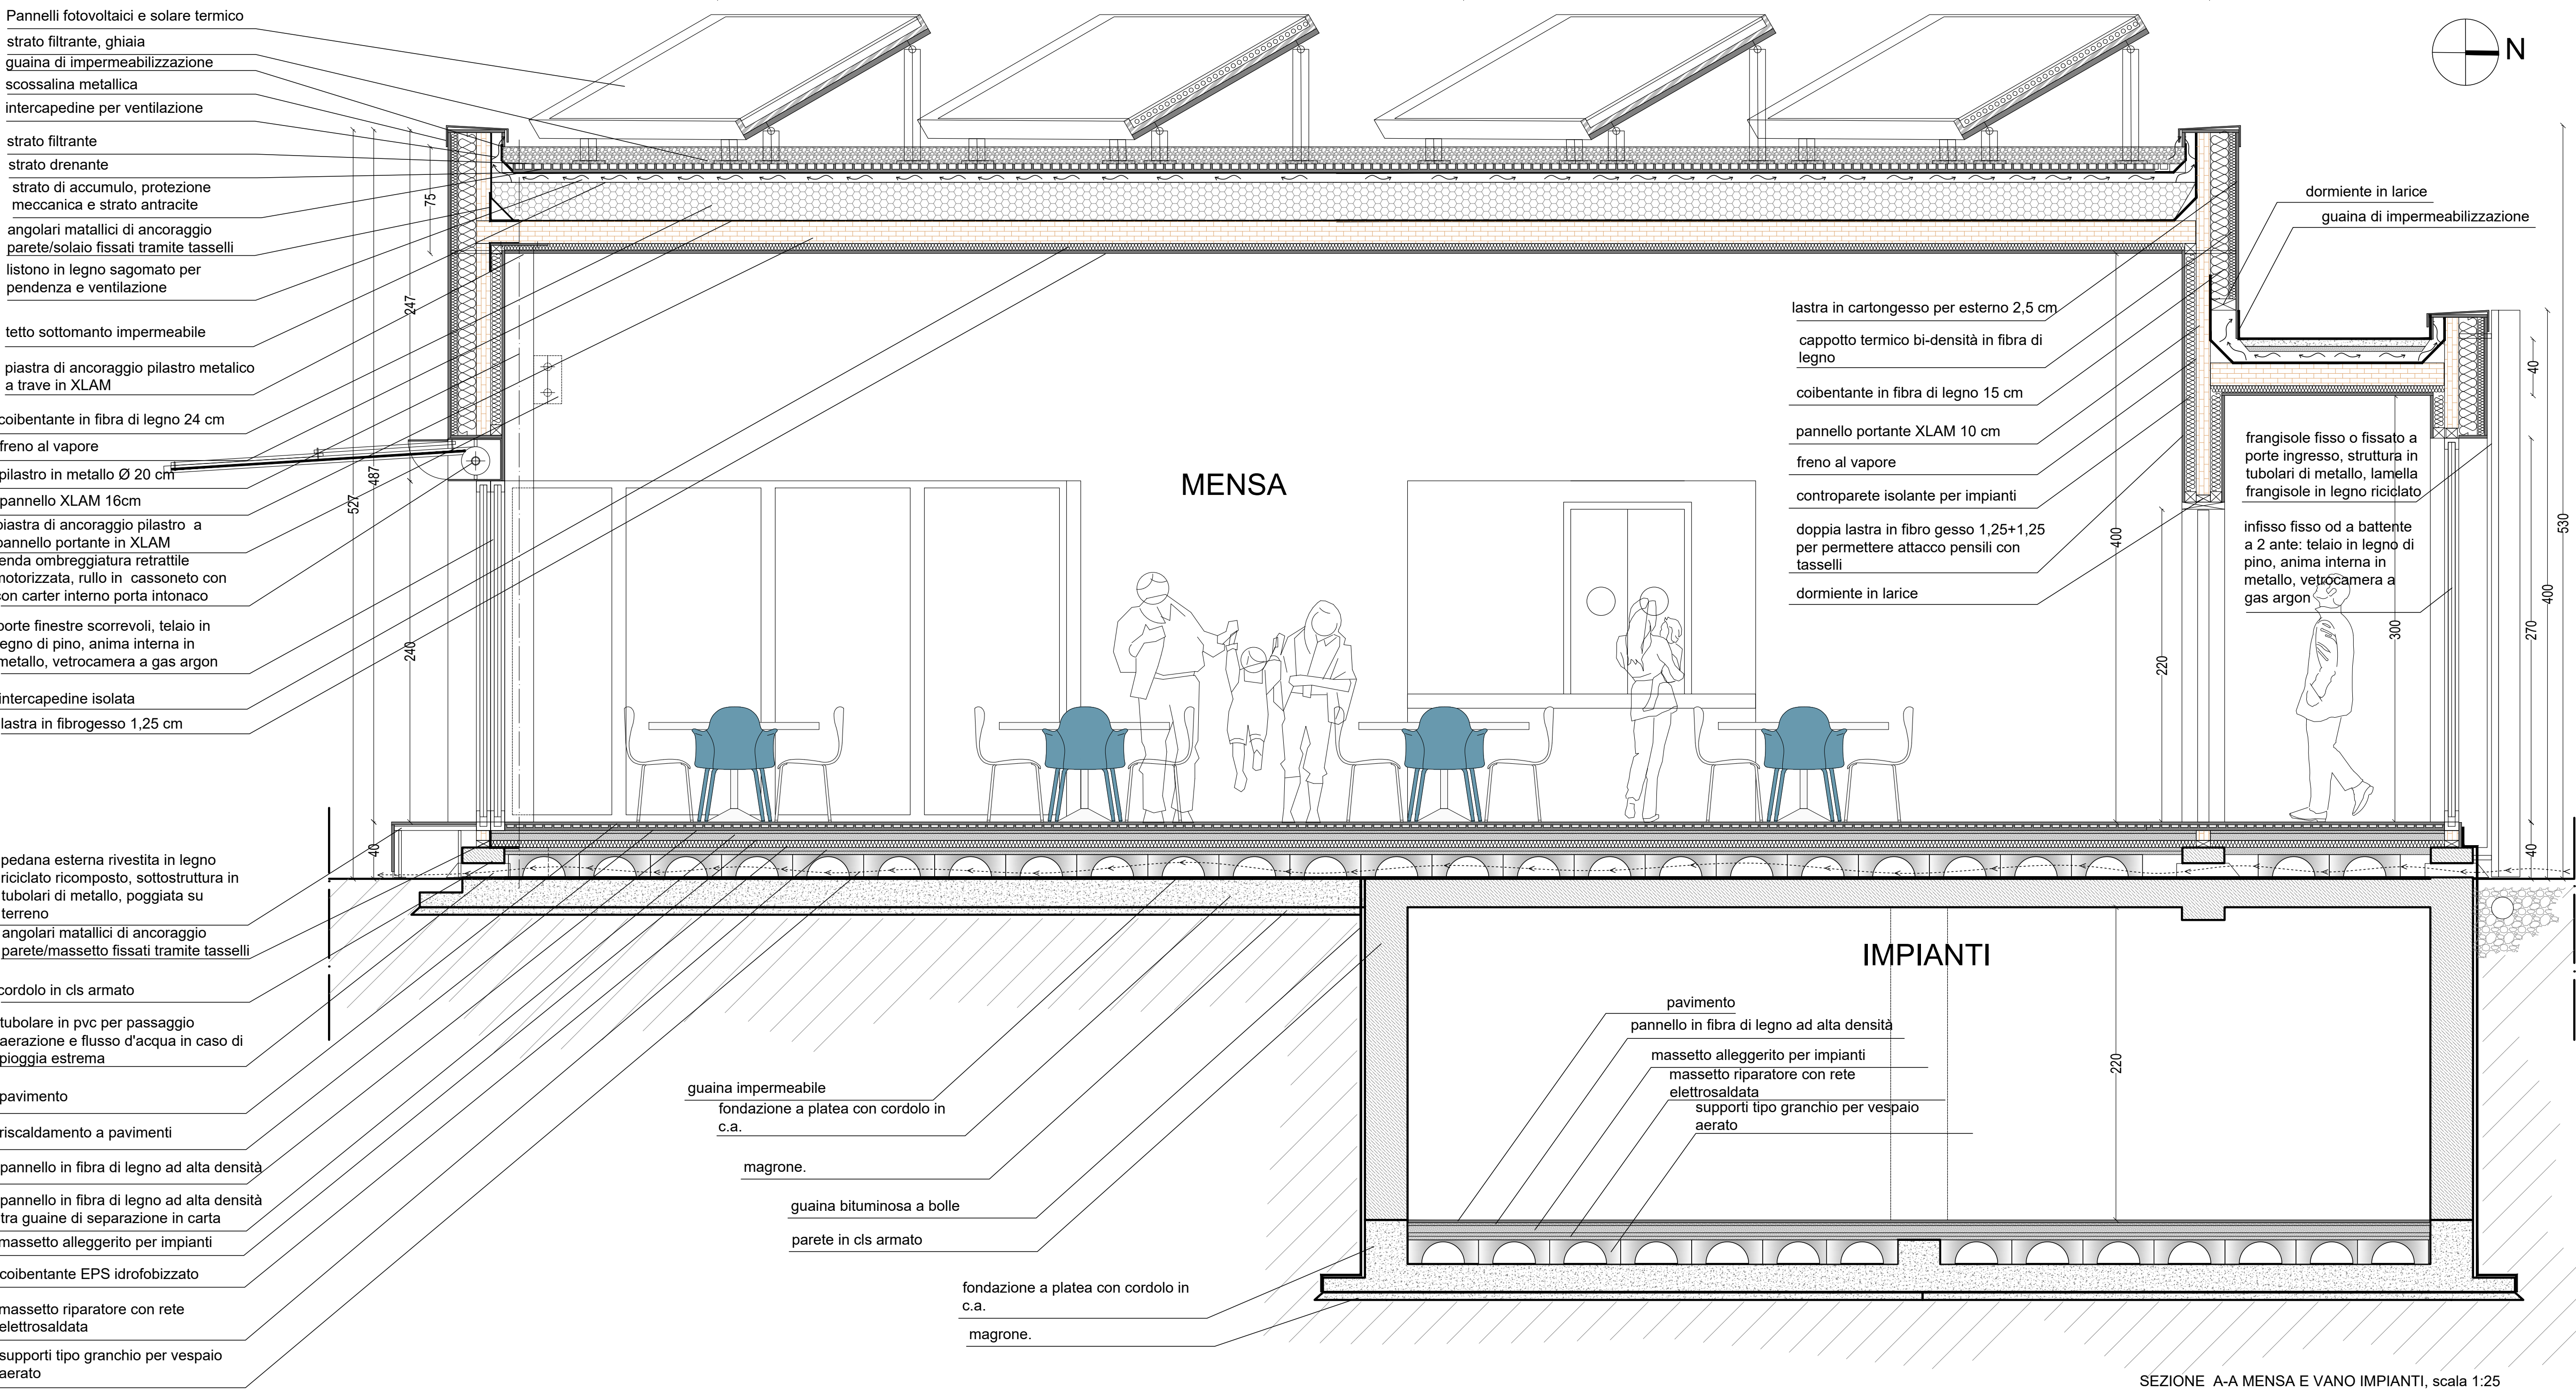 Pannelli fotovoltaici e solare termico
strato filtrante, ghiaia
guaina di impermeabilizzazione
scossalina metallica
intercapedine per ventilazione
strato filtrante
strato drenante
strato di accumulo, protezione
meccanica e strato antracite
angolari matallici di ancoraggio
parete/solaio fissati tramite tasselli
listono in legno sagomato per
pendenza e ventilazione
tetto sottomanto impermeabile
piastra di ancoraggio pilastro metalico
a trave in XLAM
coibentante in fibra di legno 24 cm
freno al vapore
pilastro in metallo Ø 20 cm
pannello XLAM 16cm
piastra di ancoraggio pilastro a
pannello portante in XLAM
enda ombreggiatura retrattile
motorizzata, rullo in cassoneto con
con carter interno porta intonaco
porte finestre scorrevoli, telaio in
legno di pino, anima interna in
metallo, vetrocamera a gas argon
intercapedine isolata
lastra in fibrogesso 1,25 cm
pedana esterna rivestita in legno
riciclato ricomposto, sottostruttura in
tubolari di metallo, poggiata su
terreno
angolari matallici di ancoraggio
parete/massetto fissati tramite tasselli
cordolo in cls armato
tubolare in pvc per passaggio
aerazione e flusso d'acqua in caso di
pioggia estrema
pavimento
riscaldamento a pavimenti
pannello in fibra di legno ad alta densità
pannello in fibra di legno ad alta densità
tra guaine di separazione in carta
massetto alleggerito per impianti
coibentante EPS idrofobizzato
massetto riparatore con rete
elettrosaldata
supporti tipo granchio per vespaio
aerato
75
247
487
527
240
40
MENSA
lastra in cartongesso per esterno 2,5 cm
cappotto termico bi-densità in fibra di
legno
coibentante in fibra di legno 15 cm
pannello portante XLAM 10 cm
freno al vapore
controparete isolante per impianti
doppia lastra in fibro gesso 1,25+1,25
per permettere attacco pensili con
tasselli
dormiente in larice
400
220
N
dormiente in larice
guaina di impermeabilizzazione
frangisole fisso o fissato a
porte ingresso, struttura in
tubolari di metallo, lamella
frangisole in legno riciclato
infisso fisso od a battente
a 2 ante: telaio in legno di
pino, anima interna in
metallo, vetrocamera a
gas argon
300
40
270
40
400
530
guaina impermeabile
fondazione a platea con cordolo in
c.a.
magrone.
guaina bituminosa a bolle
parete in cls armato
fondazione a platea con cordolo in
c.a.
magrone.
IMPIANTI
pavimento
pannello in fibra di legno ad alta densità
massetto alleggerito per impianti
massetto riparatore con rete
elettrosaldata
supporti tipo granchio per vespaio
aerato
220
SEZIONE A-A MENSA E VANO IMPIANTI, scala 1:25